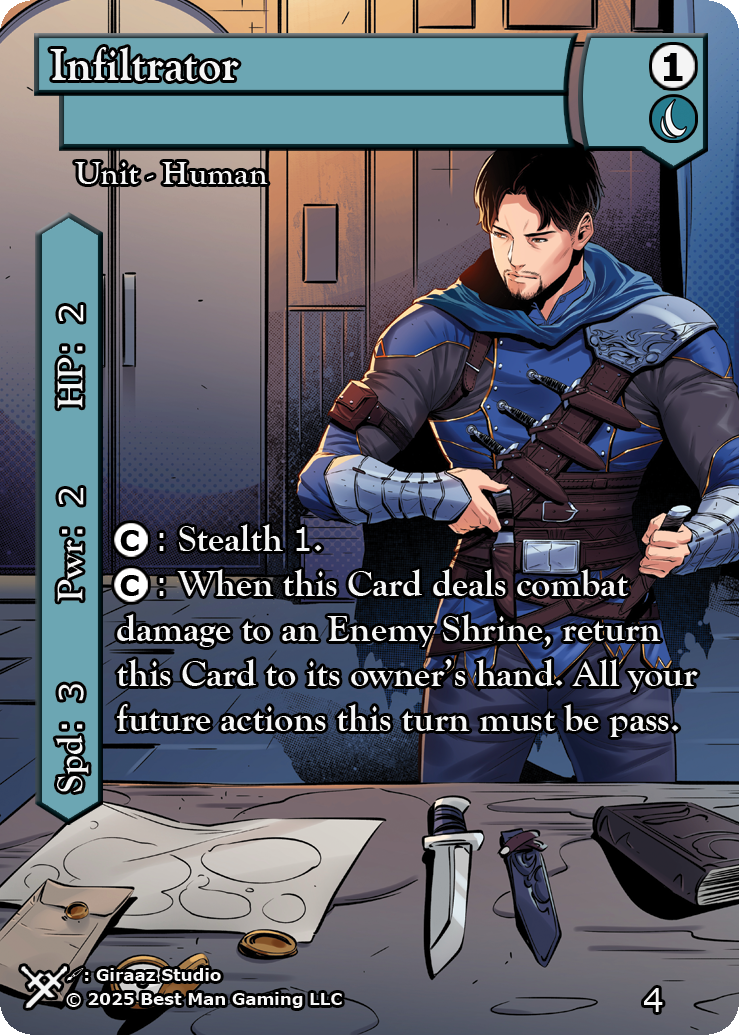 Infiltrator
1
Unit - Human
HP: 2
Pwr: 2
Spd: 3
C : Stealth 1.
C : When this Card deals combat
damage to an Enemy Shrine, return
this Card to its owner's hand. All your
future actions this turn must be pass.
: Giraaz Studio
© 2025 Best Man Gaming LLC
4